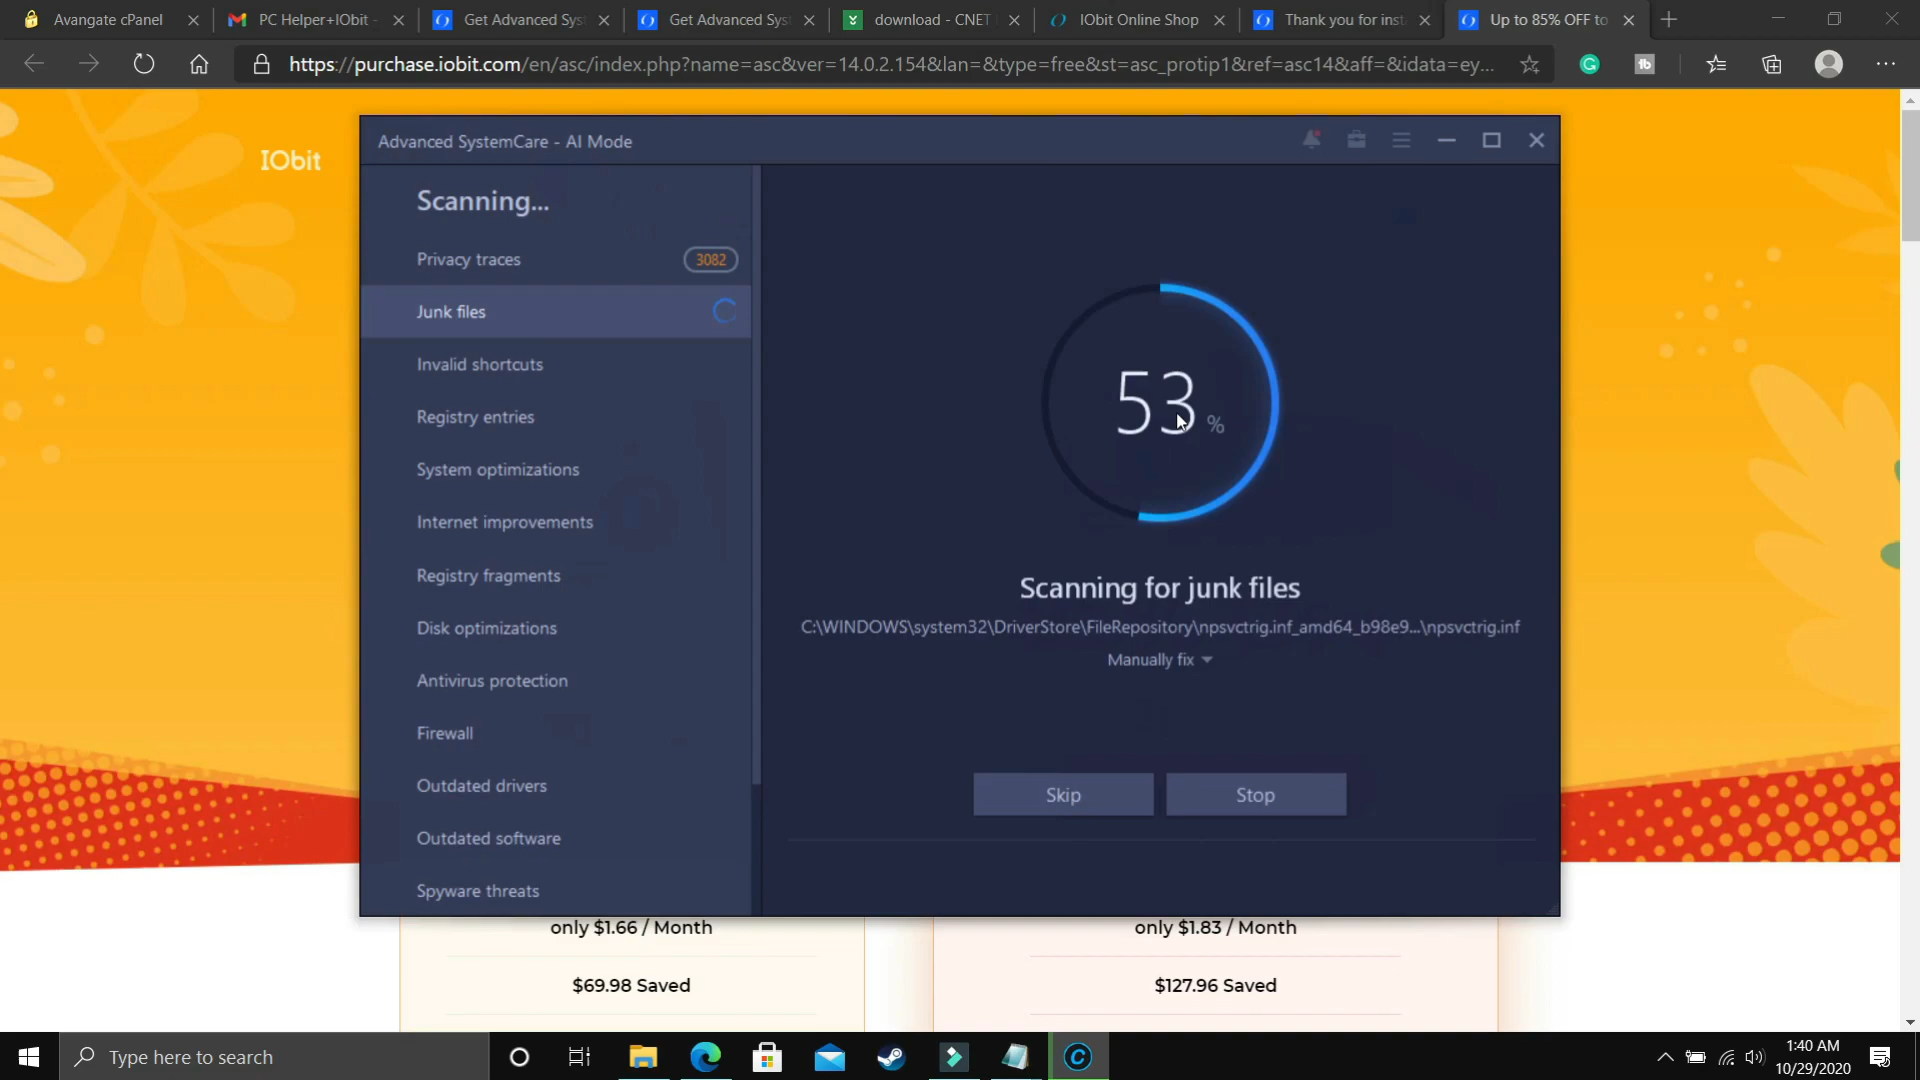 Avangate cPanel
PC Helper+IObit -
Get Advanced Sys
Get Advanced Sys
download - CNET
IObit Online Shop
Thank you for inst
Up to 85% OFF to
https://purchase.iobit.com/en/asc/index.php?name=asc&ver=14.0.2.154&lan=&type=free&st=asc_protip1&ref=asc14&aff=&idata=ey...
IObit
Advanced SystemCare - AI Mode
Scanning...
Privacy traces 3082
Junk files
Invalid shortcuts
Registry entries
System optimizations
Internet improvements
Registry fragments
Disk optimizations
Antivirus protection
Firewall
Outdated drivers
Outdated software
Spyware threats
53 %
Scanning for junk files
C:\WINDOWS\system32\DriverStore\FileRepository\npsvctrig.inf_amd64_b98e9...\npsvctrig.inf
Manually fix
Skip
Stop
only $1.66 / Month
$69.98 Saved
only $1.83 / Month
$127.96 Saved
Type here to search
1:40 AM
10/29/2020